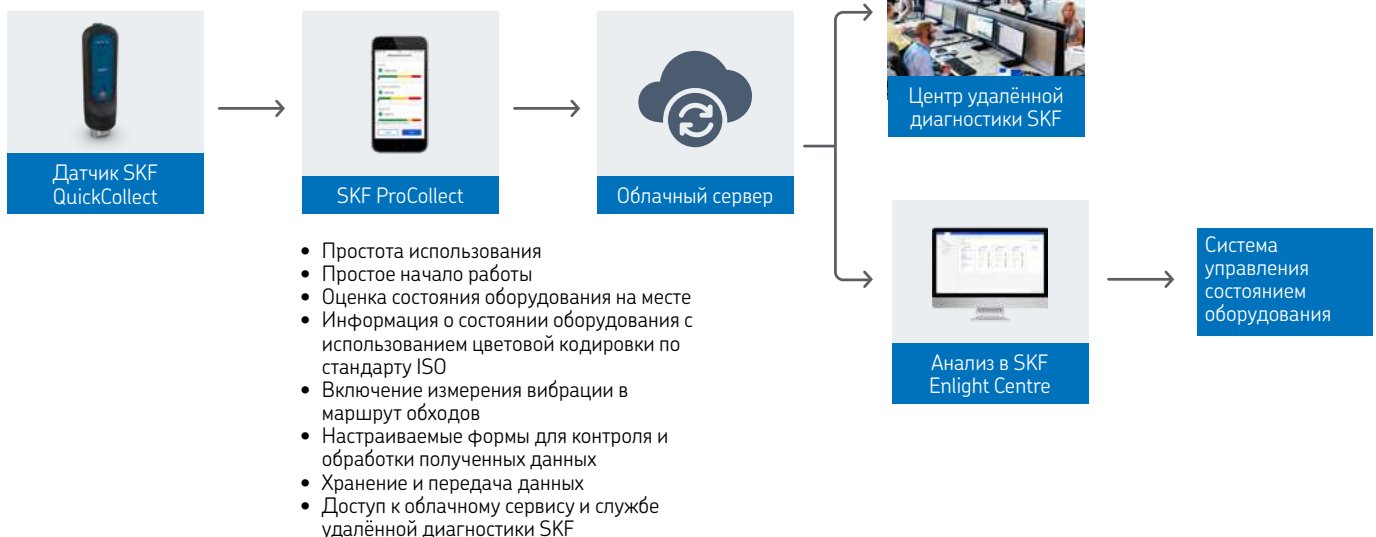 Датчик SKF
QuickCollect
SKF ProCollect
Облачный сервер
Центр удалённой
диагностики SKF
Анализ в SKF
Enlight Centre
Система
управления
состоянием
оборудования
• Простота использования
• Простое начало работы
• Оценка состояния оборудования на месте
• Информация о состоянии оборудования с
использованием цветовой кодировки по
стандарту ISO
• Включение измерения вибрации в
маршрут обходов
• Настраиваемые формы для контроля и
обработки полученных данных
• Хранение и передача данных
• Доступ к облачному сервису и службе
удалённой диагностики SKF